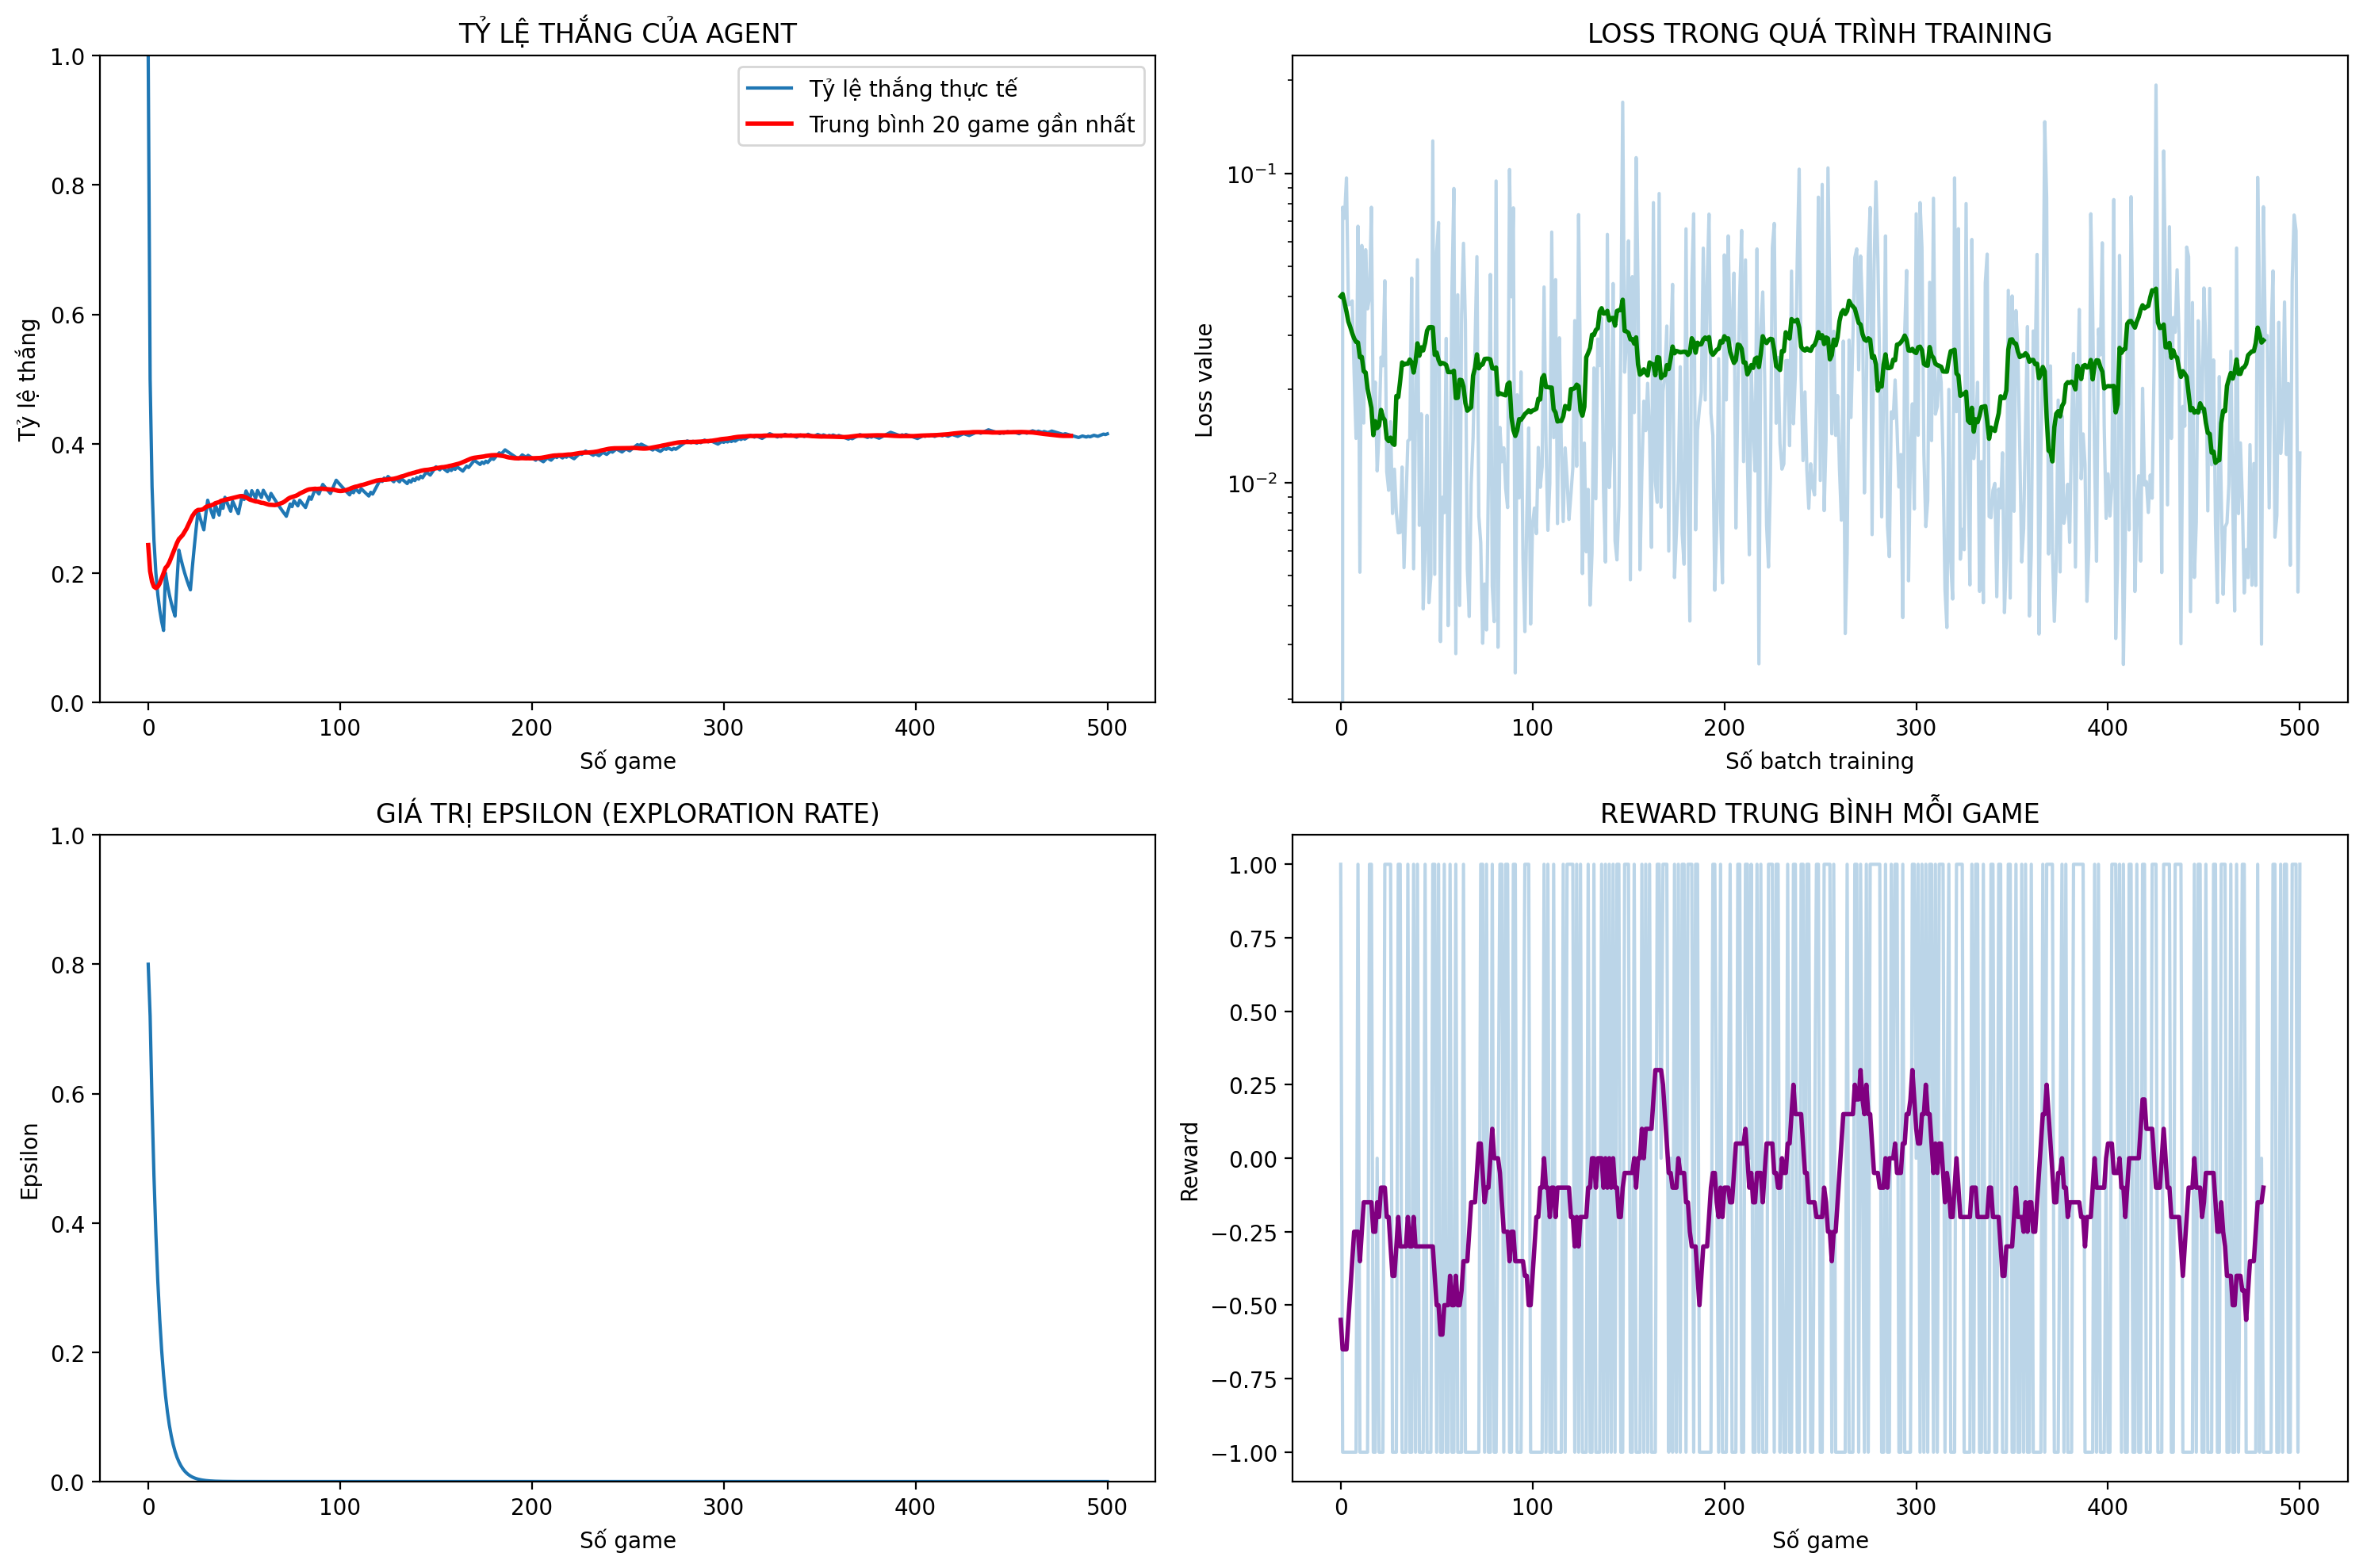 TỶ LỆ THẮNG CỦA AGENT
1.0
0.8
0.6
0.4
0.2
0.0
Tỷ lệ thắng
Tỷ lệ thắng thực tế
Trung bình 20 game gần nhất
0 100 200 300 400 500
Số game
LOSS TRONG QUÁ TRÌNH TRAINING
10⁻¹
10⁻²
Loss value
0 100 200 300 400 500
Số batch training
GIÁ TRỊ EPSILON (EXPLORATION RATE)
1.0
0.8
0.6
0.4
0.2
0.0
Epsilon
0 100 200 300 400 500
Số game
REWARD TRUNG BÌNH MỖI GAME
1.00
0.75
0.50
0.25
0.00
−0.25
−0.50
−0.75
−1.00
Reward
0 100 200 300 400 500
Số game